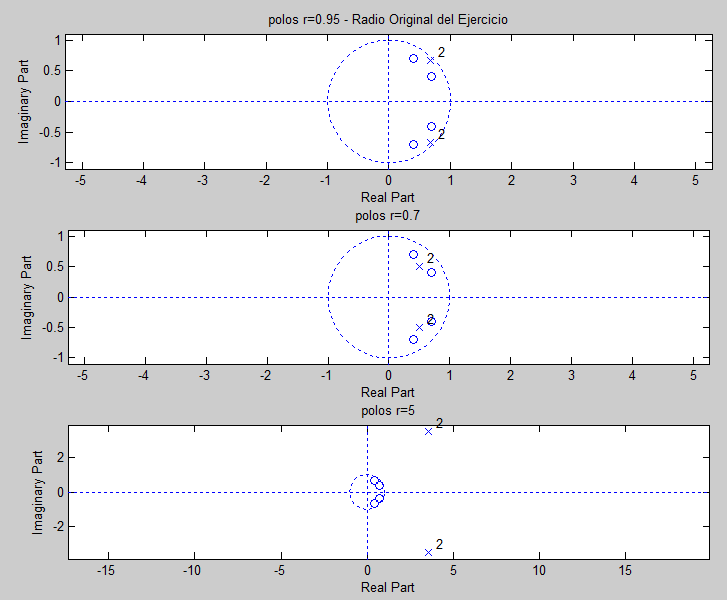 polos r=0.95 - Radio Original del Ejercicio
Imaginary Part
1
0.5
0
-0.5
-1
2
2
-5 -4 -3 -2 -1 0 1 2 3 4 5
Real Part
polos r=0.7
Imaginary Part
1
0.5
0
-0.5
-1
2
2
-5 -4 -3 -2 -1 0 1 2 3 4 5
Real Part
polos r=5
Imaginary Part
2
0
-2
2
2
-15 -10 -5 0 5 10 15
Real Part